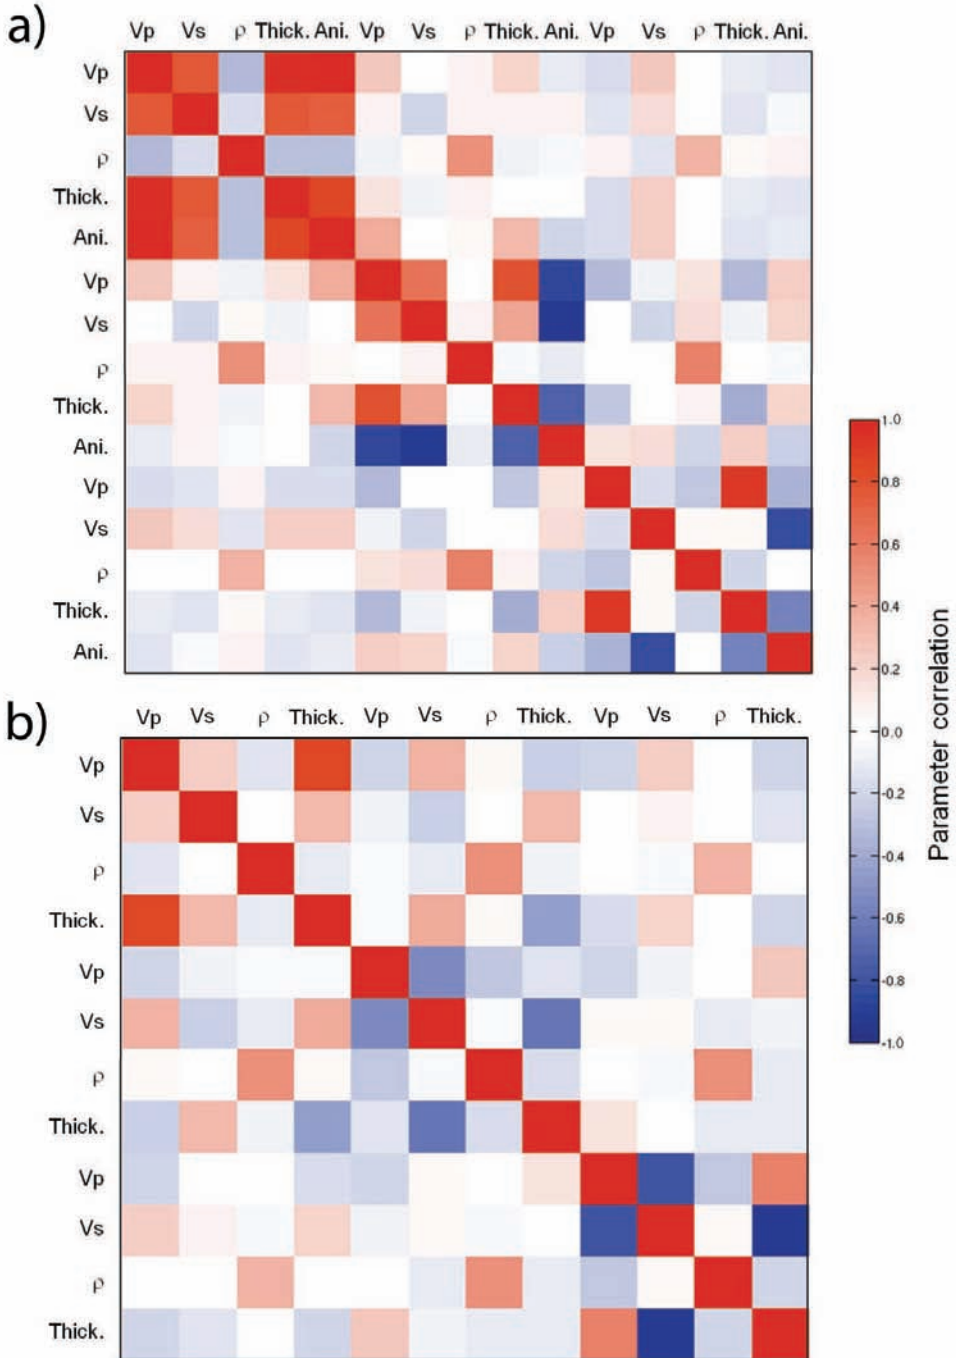 a)
Vp Vs ρ Thick. Ani. Vp Vs ρ Thick. Ani. Vp Vs ρ Thick. Ani.
Vp
Vs
ρ
Thick.
Ani.
Vp
Vs
ρ
Thick.
Ani.
Vp
Vs
ρ
Thick.
Ani.
1.0
0.8
0.6
0.4
0.2
0.0
-0.2
-0.4
-0.6
-0.8
-1.0
Parameter correlation
b)
Vp Vs ρ Thick. Vp Vs ρ Thick. Vp Vs ρ Thick.
Vp
Vs
ρ
Thick.
Vp
Vs
ρ
Thick.
Vp
Vs
ρ
Thick.